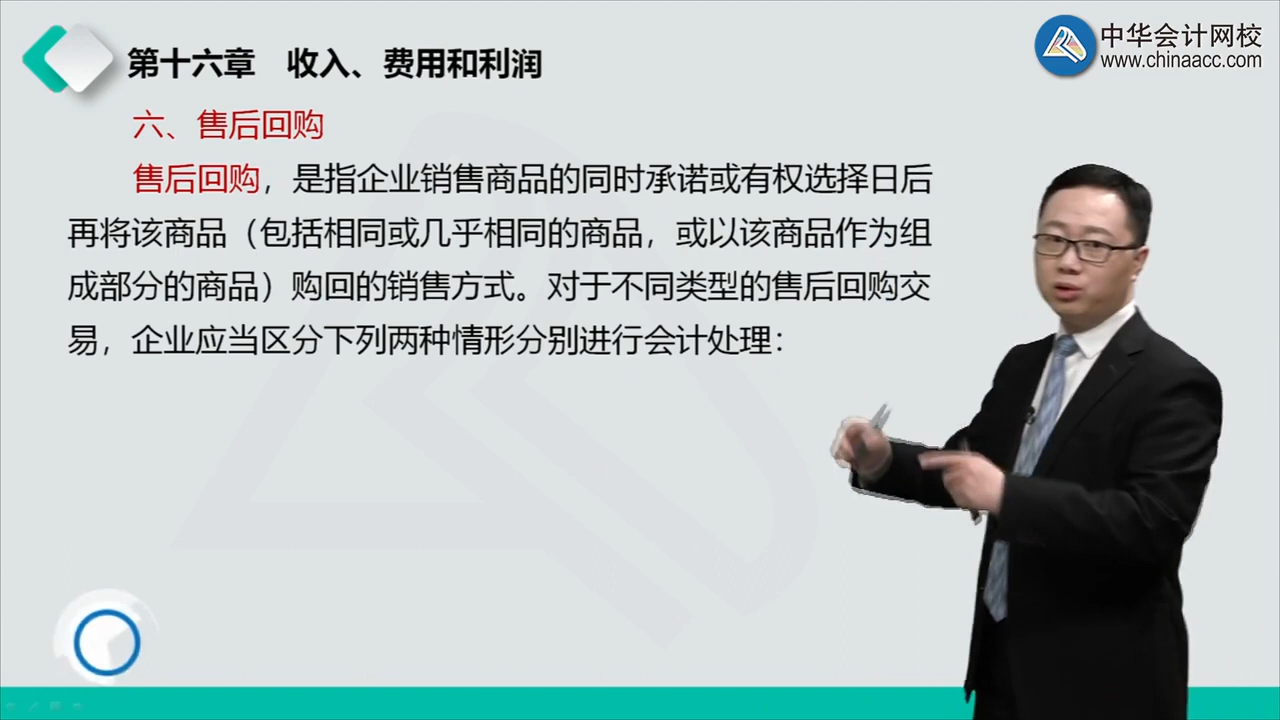 第十六章 收入、费用和利润
中华会计网校
www.chinaacc.com
六、售后回购
售后回购，是指企业销售商品的同时承诺或有权选择日后
再将该商品（包括相同或几乎相同的商品，或以该商品作为组
成部分的商品）购回的销售方式。对于不同类型的售后回购交
易，企业应当区分下列两种情形分别进行会计处理：